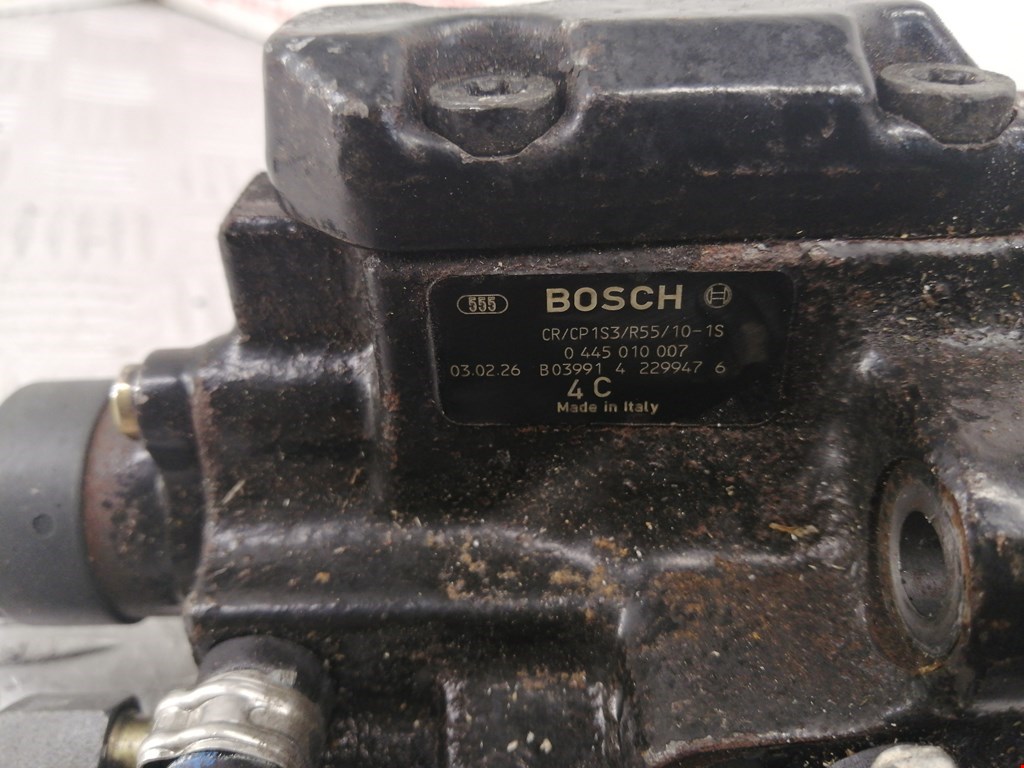 555 BOSCH
CR/CP1S3/R55/10-1S
0 445 010 007
03.02.26 B03991 4 229947 6
4C
Made in Italy